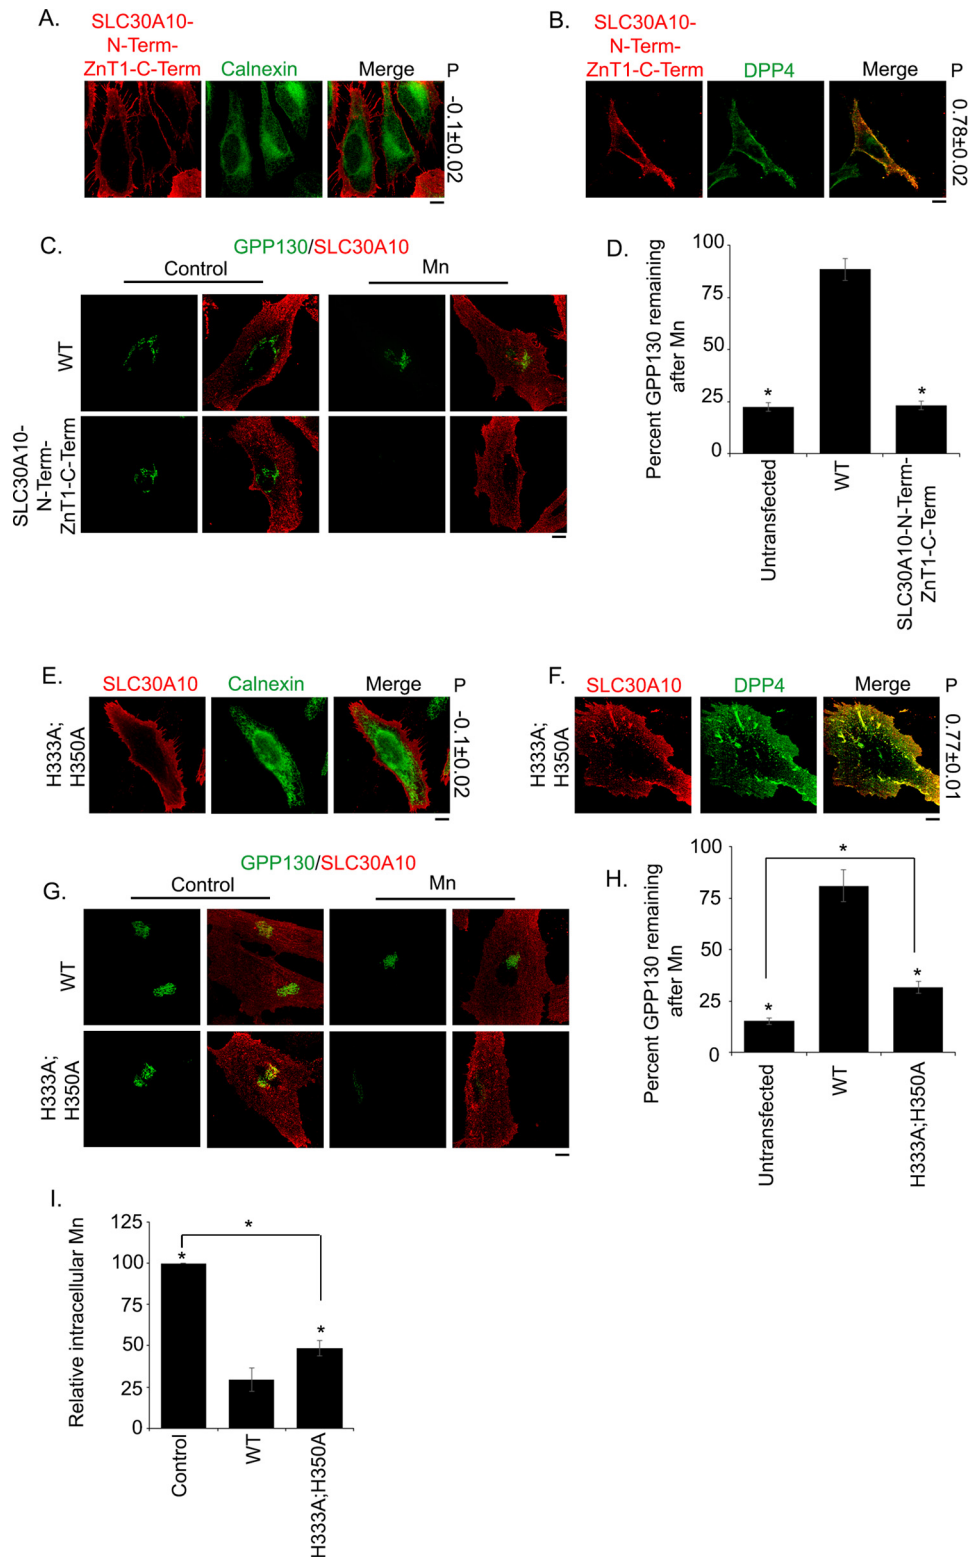 A.
SLC30A10-
N-Term-
ZnT1-C-Term
Calnexin
Merge
P
-0.1±0.02
B.
SLC30A10-
N-Term-
ZnT1-C-Term
DPP4
Merge
P
0.78±0.02
C.
GPP130/SLC30A10
Control
Mn
WT
SLC30A10-
N-Term-
ZnT1-C-Term
D.
Percent GPP130 remaining
after Mn
100
75
50
25
0
*
*
Untransfected
WT
SLC30A10-N-Term-
ZnT1-C-Term
E.
SLC30A10
Calnexin
Merge
P
H333A;
H350A
-0.1±0.02
F.
SLC30A10
DPP4
Merge
P
H333A;
H350A
0.77±0.01
G.
GPP130/SLC30A10
Control
Mn
WT
H333A;
H350A
H.
Percent GPP130 remaining
after Mn
100
75
50
25
0
*
*
*
Untransfected
WT
H333A;H350A
I.
Relative intracellular Mn
125
100
75
50
25
0
*
*
*
Control
WT
H333A;H350A